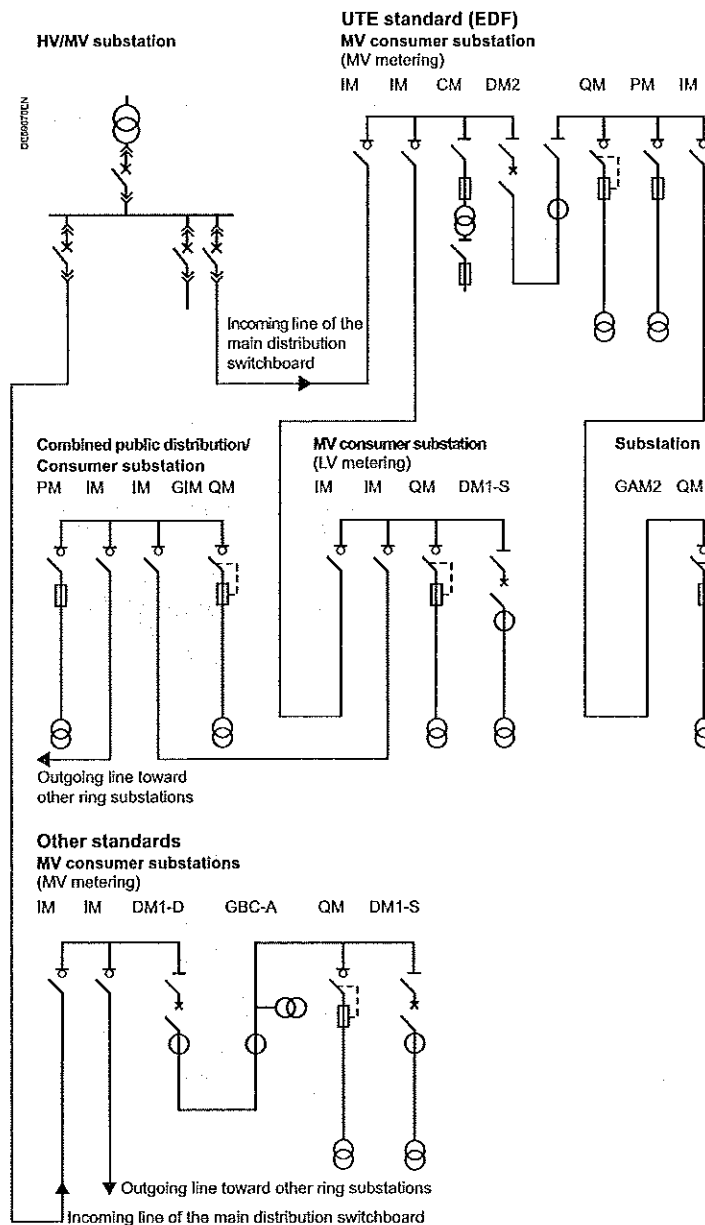 UTE standard (EDF)
HV/MV substation
MV consumer substation
(MV metering)
IM IM CM DM2 QM PM IM
Incoming line of the
main distribution
switchboard
Combined public distribution/
Consumer substation
PM IM IM GIM QM
MV consumer substation
(LV metering)
IM IM QM DM1-S
Substation
GAM2 QM
Outgoing line toward
other ring substations
Other standards
MV consumer substations
(MV metering)
IM IM DM1-D GBC-A QM DM1-S
Outgoing line toward other ring substations
Incoming line of the main distribution switchboard